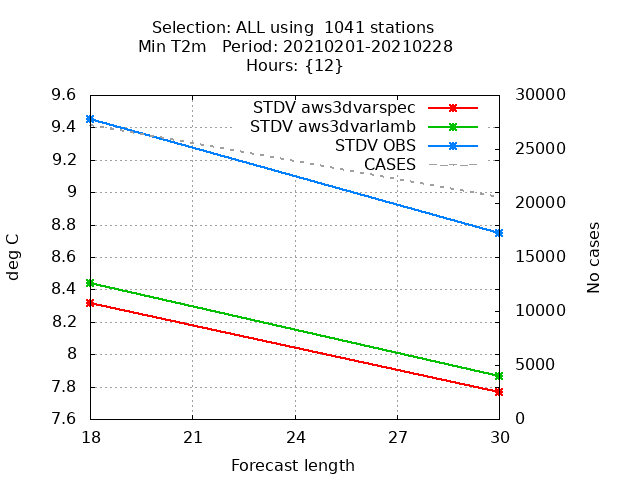 Selection: ALL using  1041 stations
Min T2m   Period: 20210201-20210228
Hours: {12}
STDV aws3dvarspec
STDV aws3dvarlamb
STDV OBS
CASES
9.6
9.4
9.2
9
8.8
8.6
8.4
8.2
8
7.8
7.6
deg C
30000
25000
20000
15000
10000
5000
0
No cases
18 21 24 27 30
Forecast length